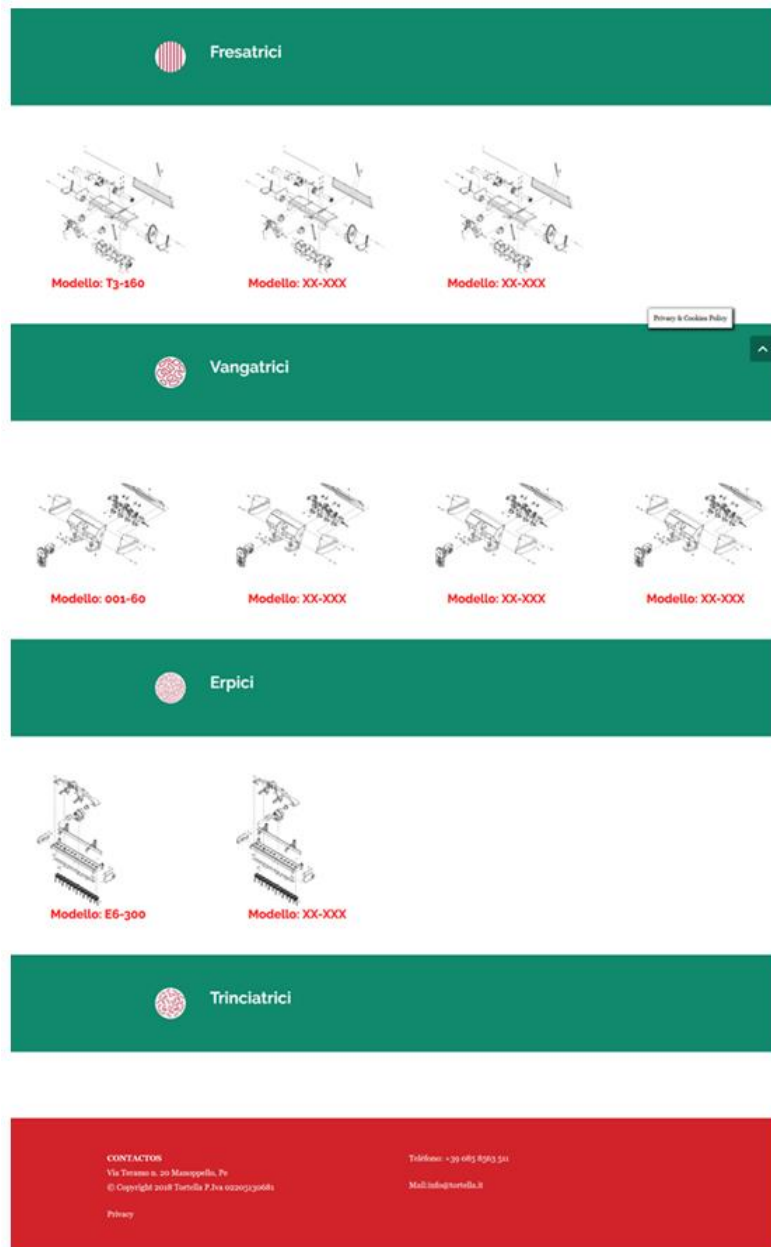 Fresatrici
Modello: T3-160
Modello: XX-XXX
Modello: XX-XXX
Privacy & Cookies Policy
Vangatrici
Modello: 001-60
Modello: XX-XXX
Modello: XX-XXX
Modello: XX-XXX
Erpici
Modello: E6-300
Modello: XX-XXX
Trinciatrici
CONTACTOS
Via Teramo n. 20 Manoppello, Pe
© Copyright 2018 Tortella P.Iva 02205130681
Privacy
Teléfono: +39 085 8563 511
Mail:info@tortella.it